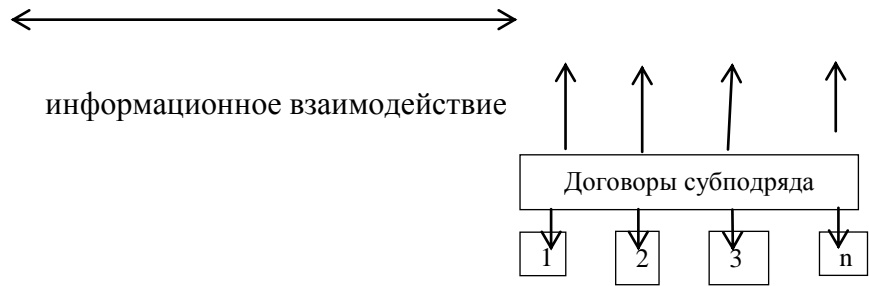 информационное взаимодействие
Договоры субподряда
1 2 3 n